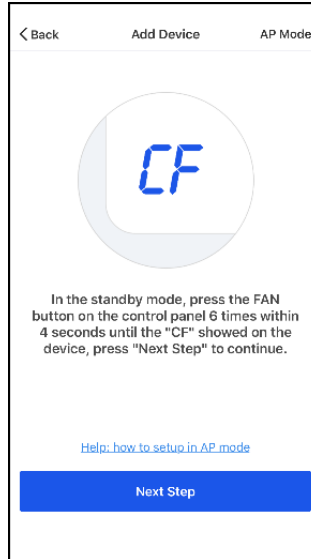 Back Add Device AP Mode
CF
In the standby mode, press the FAN
button on the control panel 6 times within
4 seconds until the "CF" showed on the
device, press "Next Step" to continue.
Help: how to setup in AP mode
Next Step